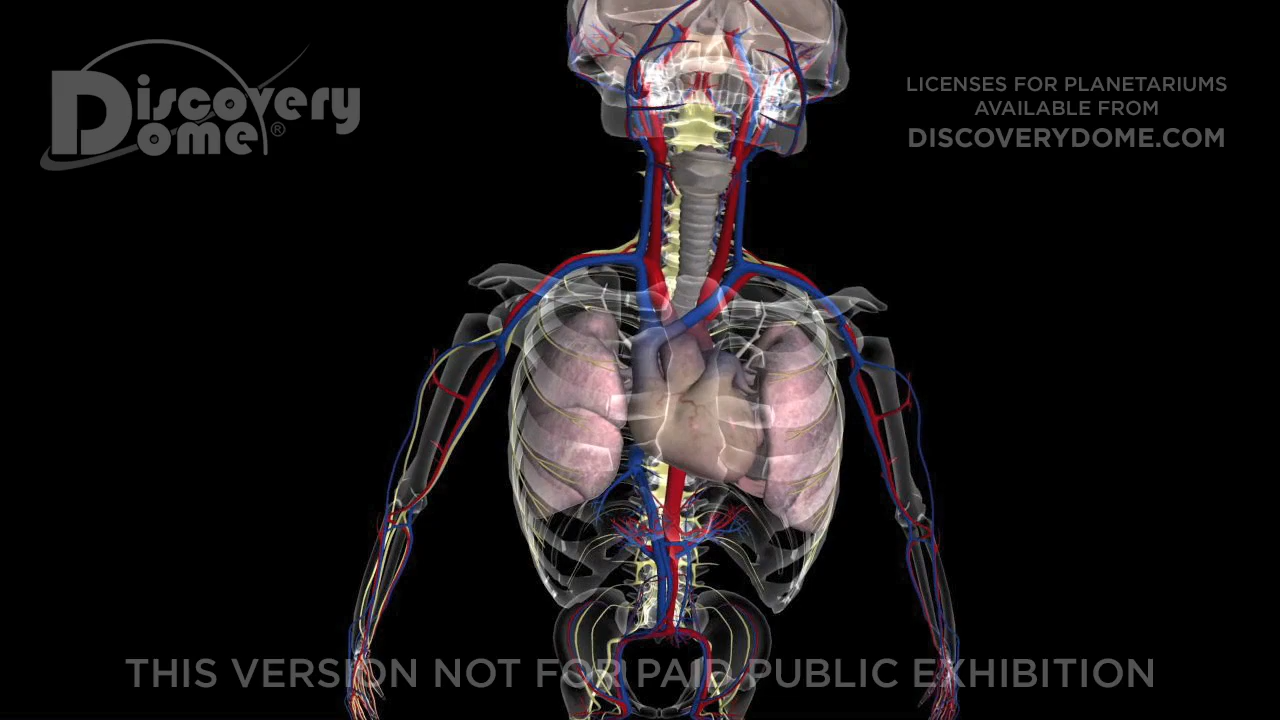 Discovery
Dome®
LICENSES FOR PLANETARIUMS
AVAILABLE FROM
DISCOVERYDOME.COM
THIS VERSION NOT FOR PAID PUBLIC EXHIBITION